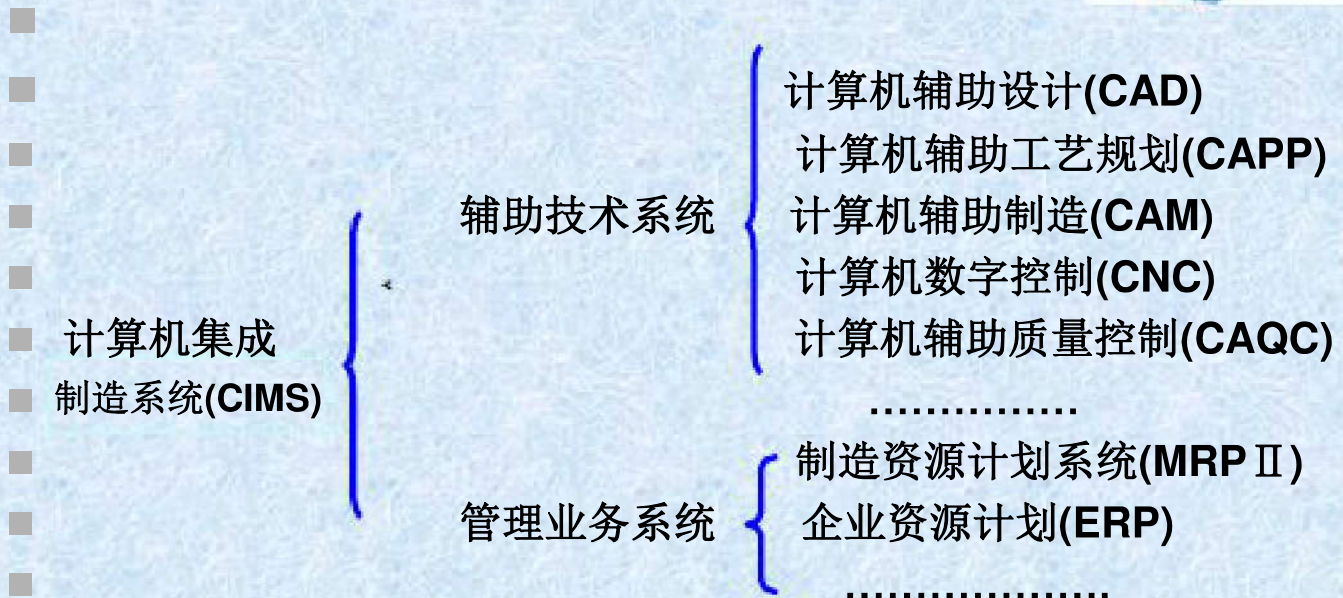 计算机辅助设计(CAD)
计算机辅助工艺规划(CAPP)
辅助技术系统
计算机辅助制造(CAM)
计算机数字控制(CNC)
计算机集成
制造系统(CIMS)
计算机辅助质量控制(CAQC)
……………
制造资源计划系统(MRPⅡ)
管理业务系统
企业资源计划(ERP)
………………..